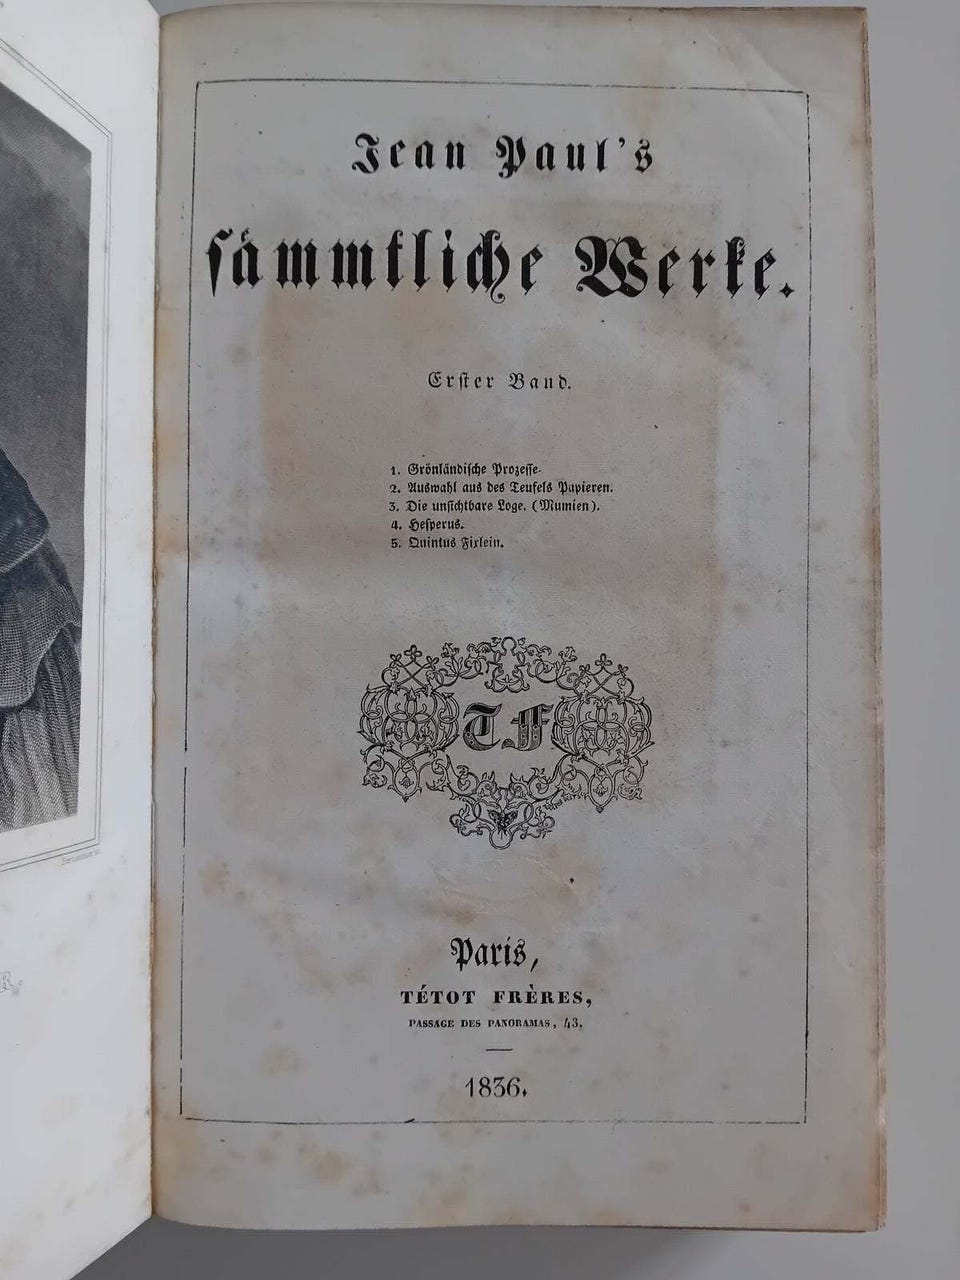 Jean Paul's
sämmtliche Werke.
Erster Band.
1. Grönländische Prozesse.
2. Auswahl aus des Teufels Papieren.
3. Die unsichtbare Loge. (Mumien).
4. Hesperus.
5. Quintus Fixlein.
TF
Paris,
TÉTOT FRÈRES,
PASSAGE DES PANORAMAS, 43.
1836.
R.